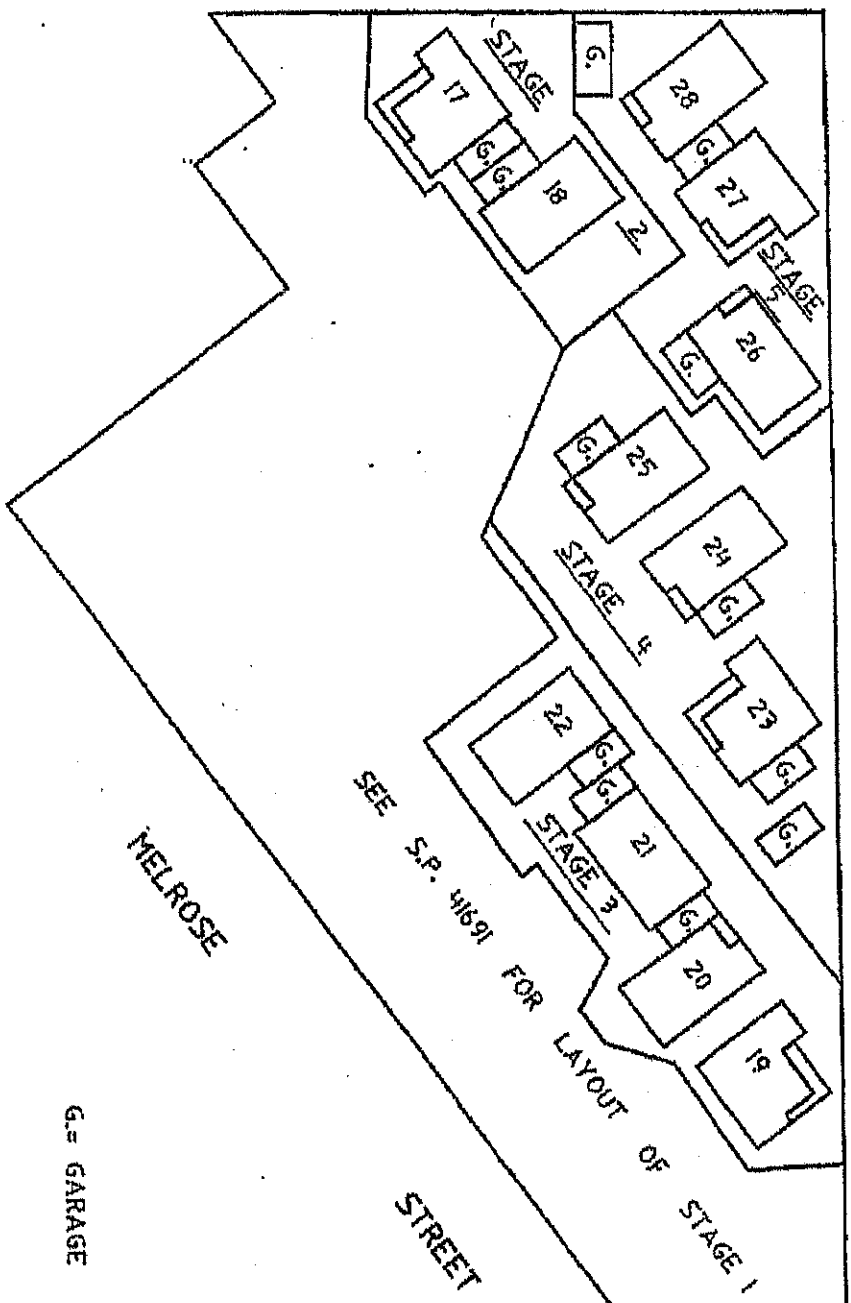 STAGE 2
17
G.
G.
18
G.
28
G.
27
STAGE 5
26
G.
25
G.
24
G.
STAGE 4
23
G.
G.
22
G.
G.
21
STAGE 3
G.
20
19
SEE S.P. 41691 FOR LAYOUT OF STAGE 1
MELROSE STREET
G.= GARAGE